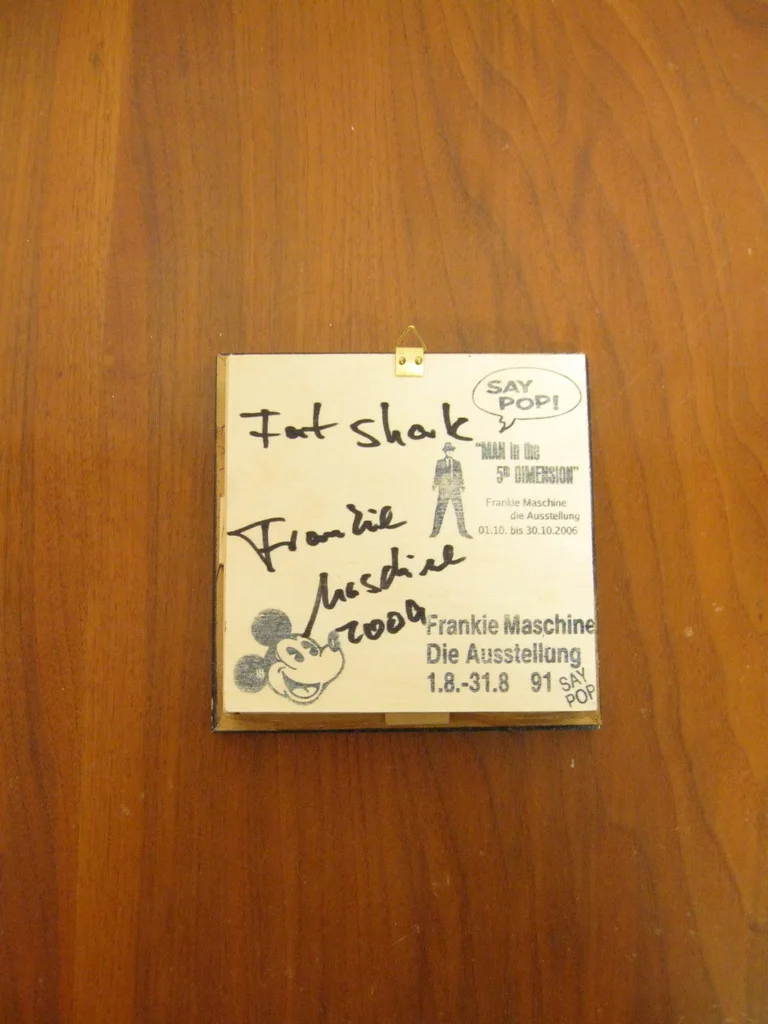 SAY
POP!
Fat Shark
"MAN in the
5th DIMENSION"
Frankie Maschine
die Ausstellung
01.10. bis 30.10.2006
Frankie
Maschine
2009
Frankie Maschine
Die Ausstellung
1.8.-31.8 91
SAY
POP